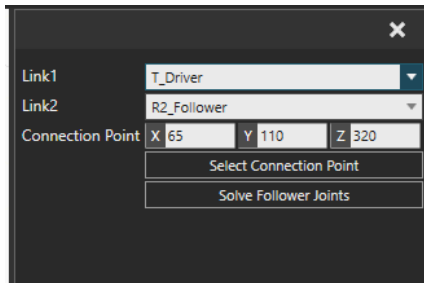 Link1 T_Driver
Link2 R2_Follower
Connection Point X 65 Y 110 Z 320
Select Connection Point
Solve Follower Joints